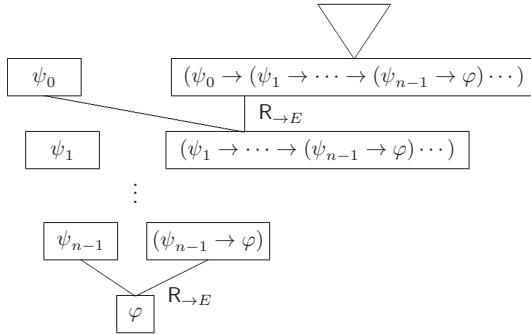 ψ₀ (ψ₀ → (ψ₁ → ⋯ → (ψₙ₋₁ → φ) ⋯)
R→E
ψ₁ (ψ₁ → ⋯ → (ψₙ₋₁ → φ) ⋯)
⋮
ψₙ₋₁ (ψₙ₋₁ → φ)
R→E
φ